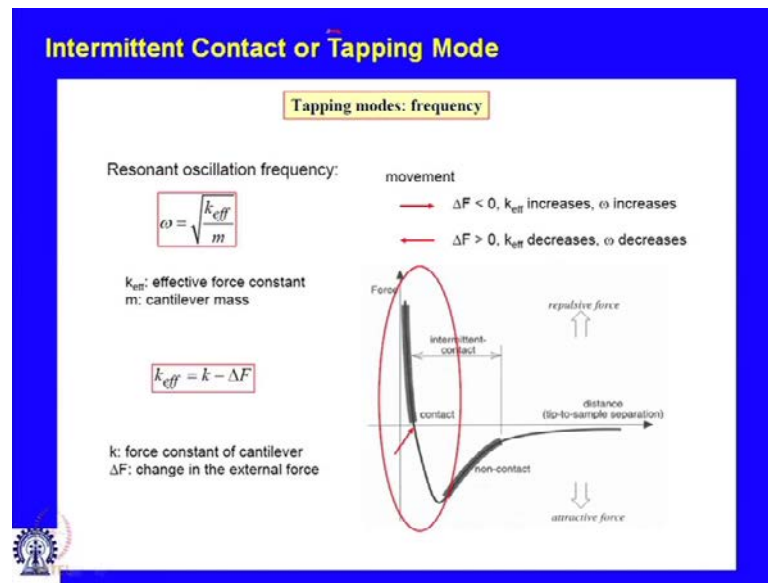 Intermittent Contact or Tapping Mode
Tapping modes: frequency
Resonant oscillation frequency:
ω = √(k_eff / m)
k_eff: effective force constant
m: cantilever mass
k_eff = k − ΔF
k: force constant of cantilever
ΔF: change in the external force
movement
ΔF < 0, k_eff increases, ω increases
ΔF > 0, k_eff decreases, ω decreases
Force
repulsive force
intermittent-
contact
distance
(tip-to-sample separation)
contact
non-contact
attractive force